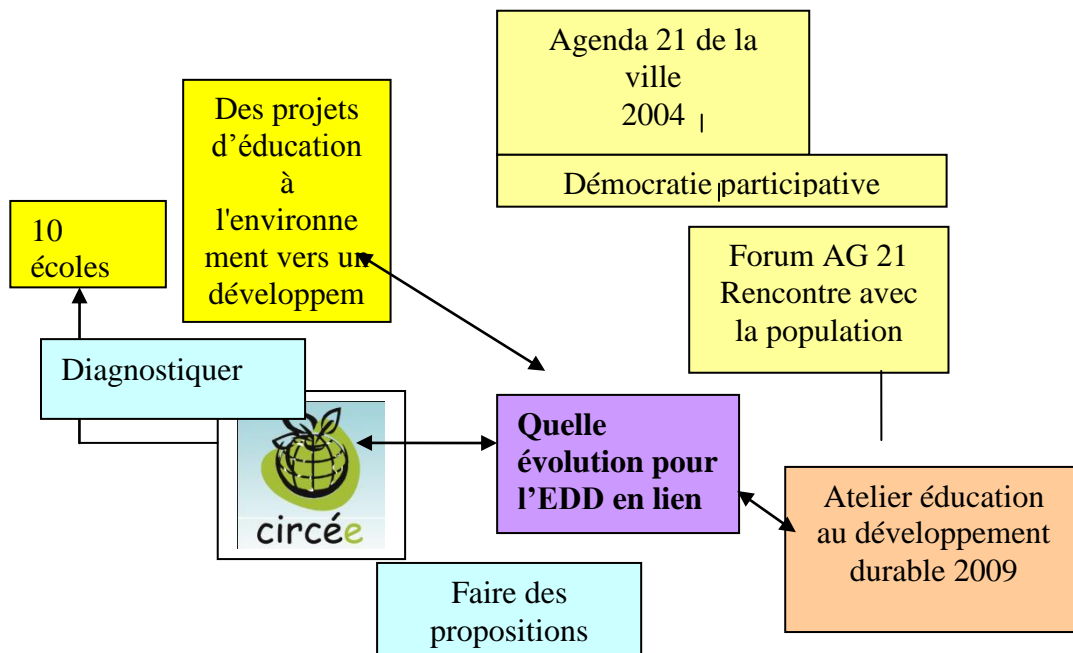 Agenda 21 de la
ville
2004
Démocratie participative
Des projets
d’éducation
à
l'environne
ment vers un
développem
10
écoles
Forum AG 21
Rencontre avec
la population
Diagnostiquer
circée
Quelle
évolution pour
l’EDD en lien
Atelier éducation
au développement
durable 2009
Faire des
propositions